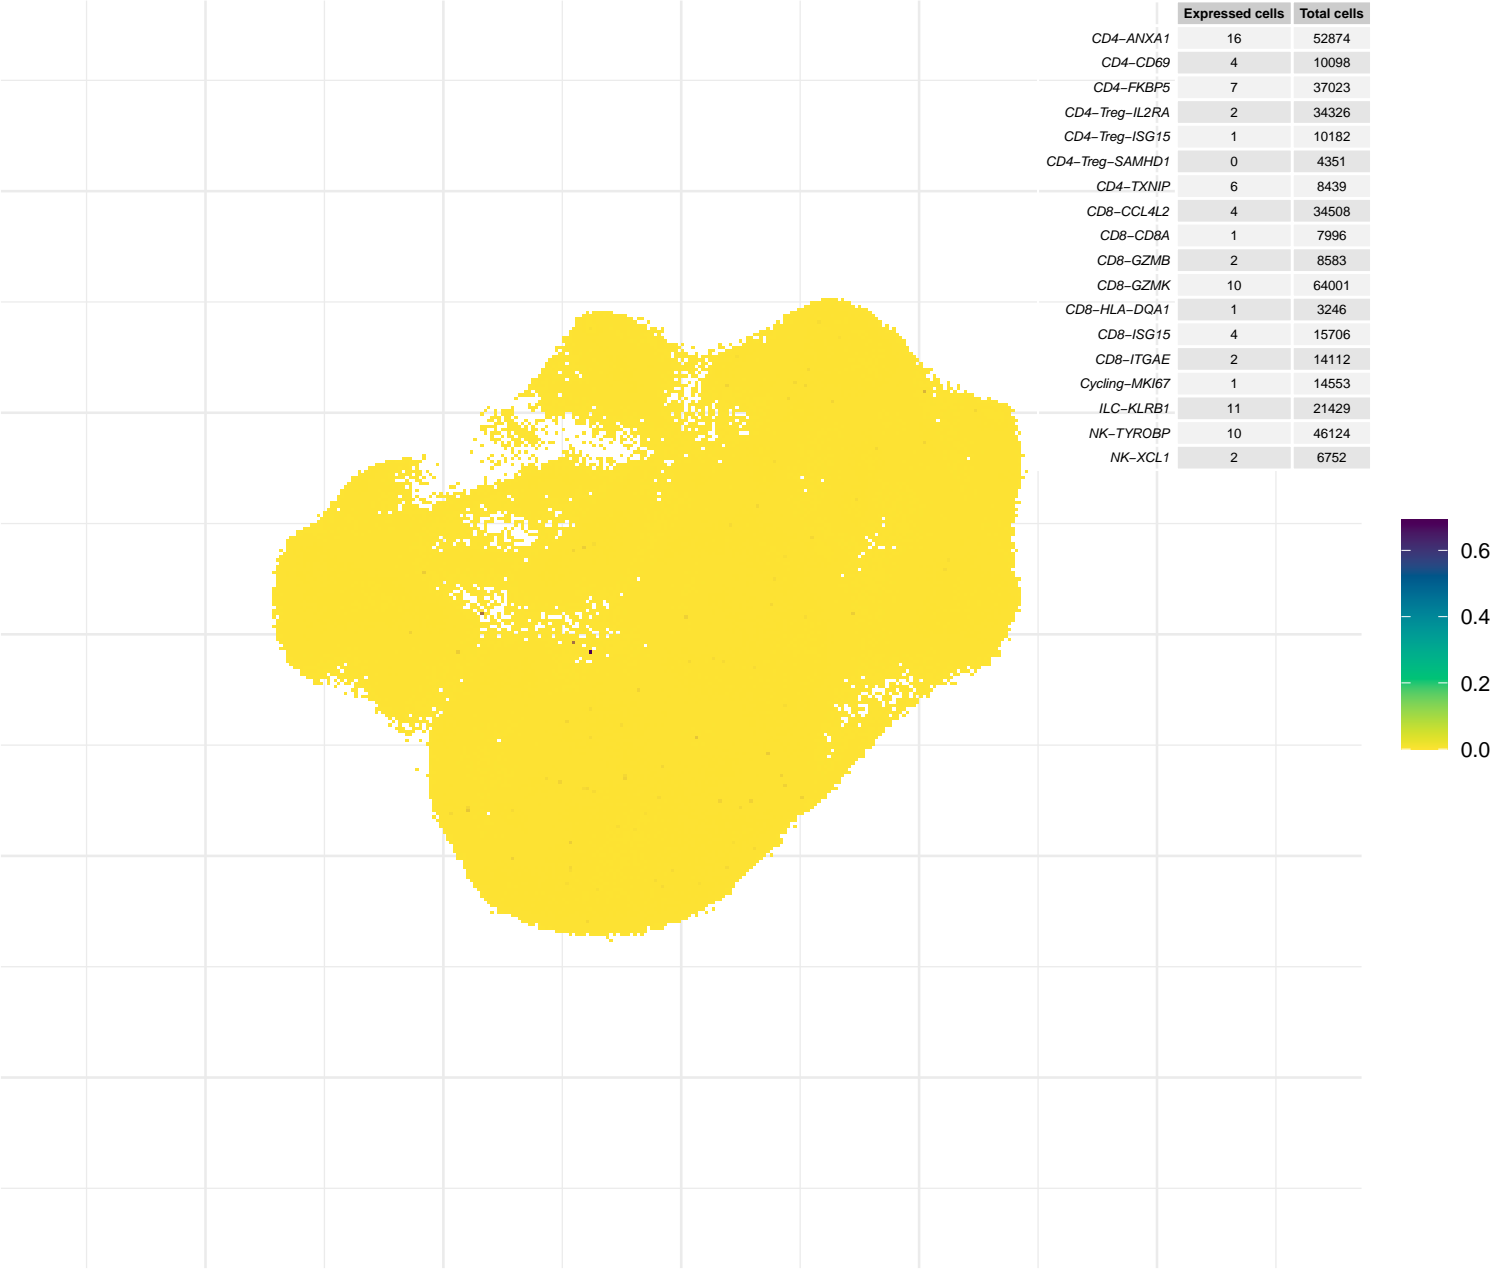 Expressed cells Total cells
CD4−ANXA1 16 52874
CD4−CD69 4 10098
CD4−FKBP5 7 37023
CD4−Treg−IL2RA 2 34326
CD4−Treg−ISG15 1 10182
CD4−Treg−SAMHD1 0 4351
CD4−TXNIP 6 8439
CD8−CCL4L2 4 34508
CD8−CD8A 1 7996
CD8−GZMB 2 8583
CD8−GZMK 10 64001
CD8−HLA−DQA1 1 3246
CD8−ISG15 4 15706
CD8−ITGAE 2 14112
Cycling−MKI67 1 14553
ILC−KLRB1 11 21429
NK−TYROBP 10 46124
NK−XCL1 2 6752
0.6
0.4
0.2
0.0